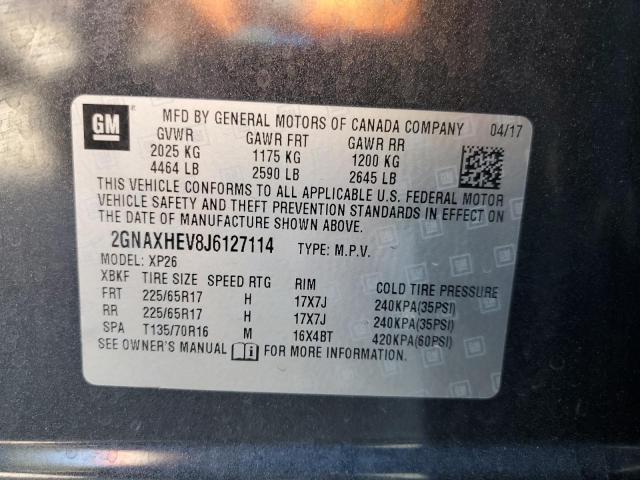 GM
MFD BY GENERAL MOTORS OF CANADA COMPANY 04/17
GVWR GAWR FRT GAWR RR
2025 KG 1175 KG 1200 KG
4464 LB 2590 LB 2645 LB
THIS VEHICLE CONFORMS TO ALL APPLICABLE U.S. FEDERAL MOTOR
VEHICLE SAFETY AND THEFT PREVENTION STANDARDS IN EFFECT ON
THE DATE OF MANUFACTURE SHOWN ABOVE.
2GNAXHEV8J6127114 TYPE: M.P.V.
MODEL: XP26
XBKF TIRE SIZE SPEED RTG RIM COLD TIRE PRESSURE
FRT 225/65R17 H 17X7J 240KPA(35PSI)
RR 225/65R17 H 17X7J 240KPA(35PSI)
SPA T135/70R16 M 16X4BT 420KPA(60PSI)
SEE OWNER'S MANUAL FOR MORE INFORMATION.